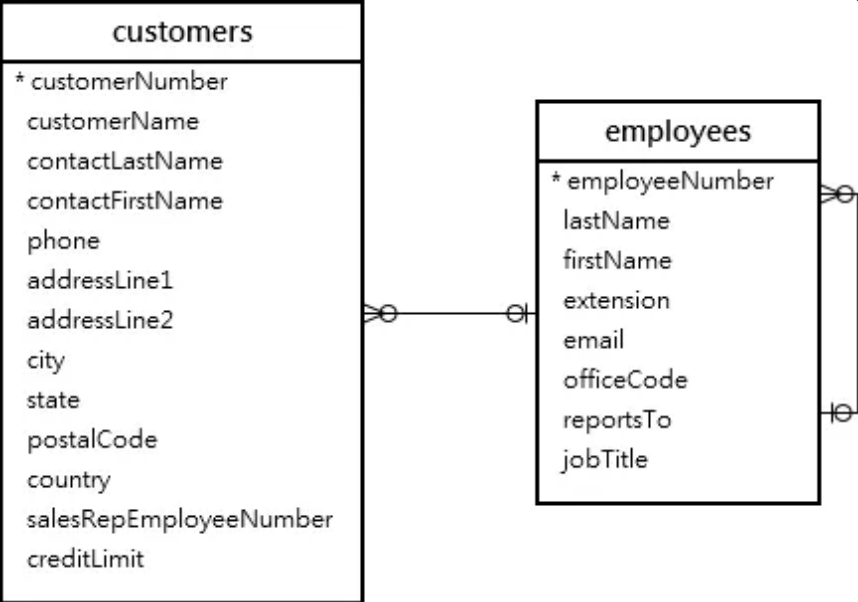 customers
* customerNumber
customerName
contactLastName
contactFirstName
phone
addressLine1
addressLine2
city
state
postalCode
country
salesRepEmployeeNumber
creditLimit
employees
* employeeNumber
lastName
firstName
extension
email
officeCode
reportsTo
jobTitle